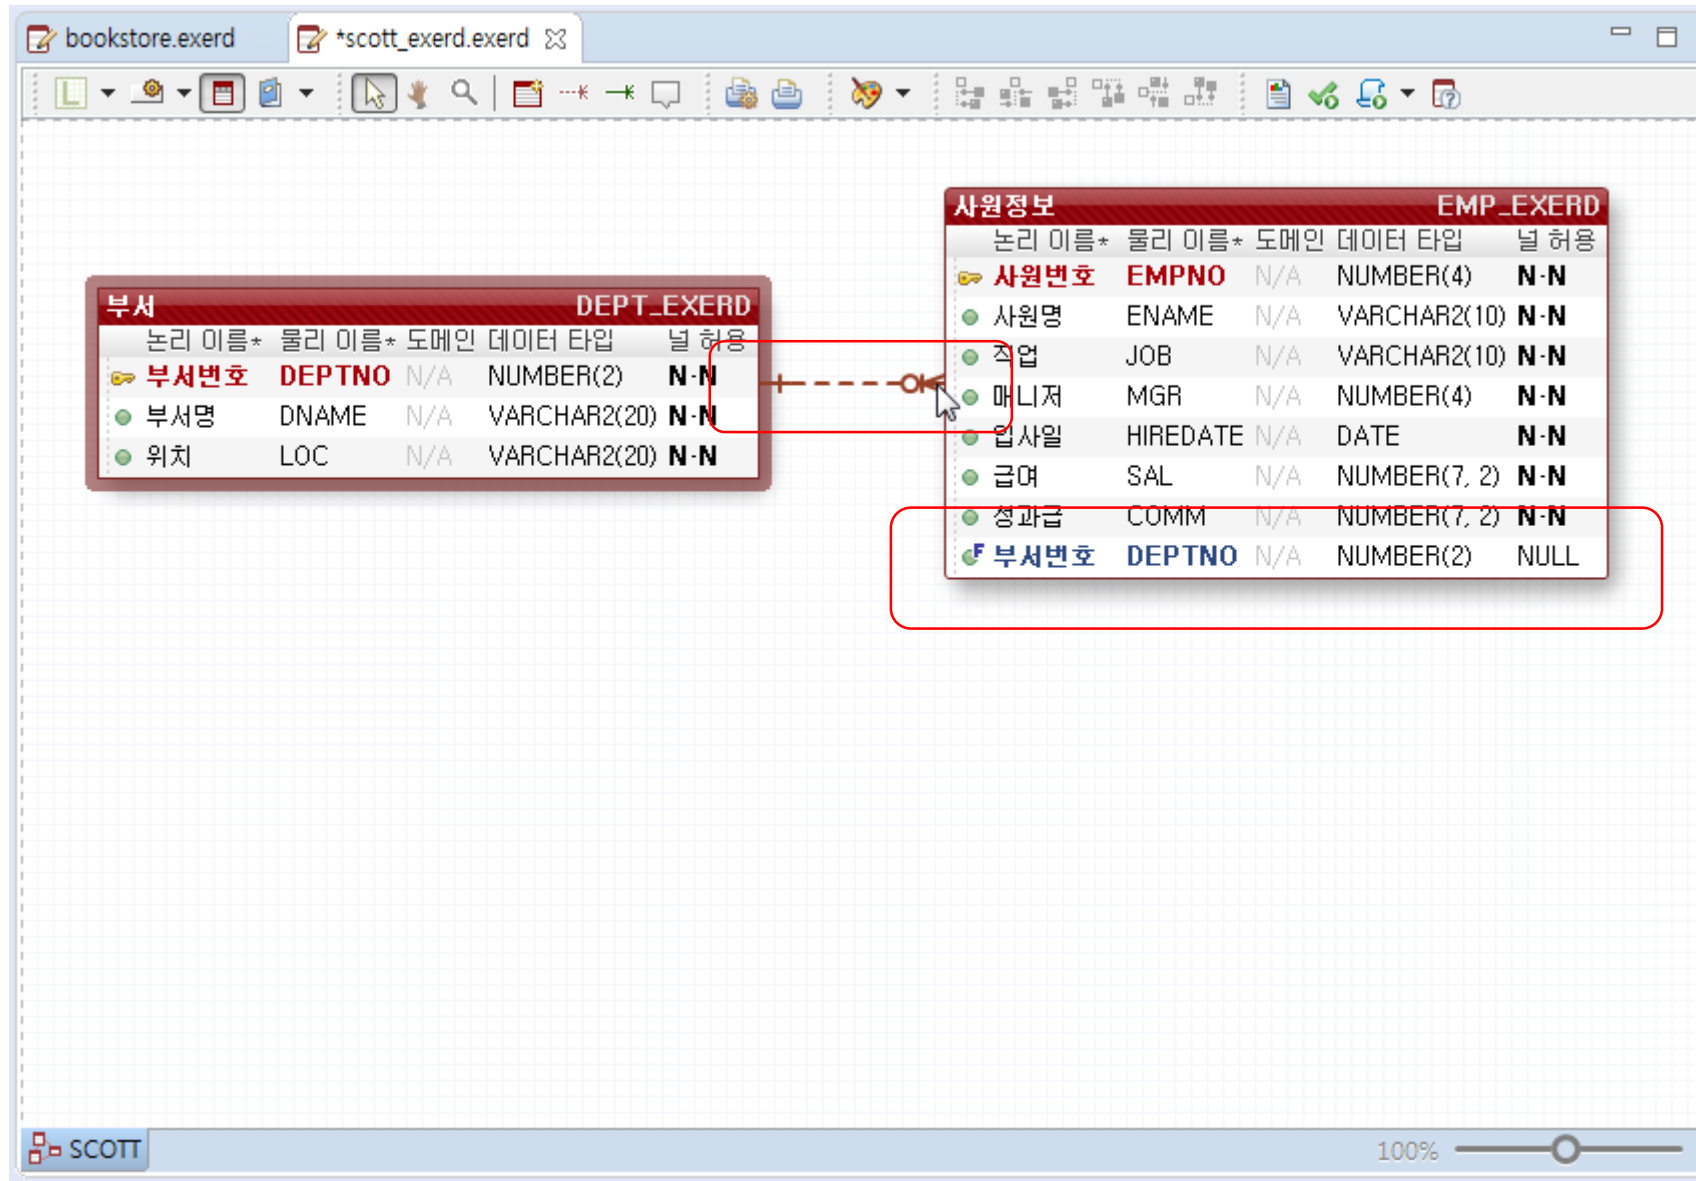 bookstore.exerd *scott_exerd.exerd
부서 DEPT_EXERD
논리 이름* 물리 이름* 도메인 데이터 타입 널 허용
부서번호 DEPTNO N/A NUMBER(2) N-N
부서명 DNAME N/A VARCHAR2(20) N-N
위치 LOC N/A VARCHAR2(20) N-N
사원정보 EMP_EXERD
논리 이름* 물리 이름* 도메인 데이터 타입 널 허용
사원번호 EMPNO N/A NUMBER(4) N-N
사원명 ENAME N/A VARCHAR2(10) N-N
직업 JOB N/A VARCHAR2(10) N-N
매니저 MGR N/A NUMBER(4) N-N
입사일 HIREDATE N/A DATE N-N
급여 SAL N/A NUMBER(7, 2) N-N
성과급 COMM N/A NUMBER(7, 2) N-N
F 부서번호 DEPTNO N/A NUMBER(2) NULL
SCOTT 100%